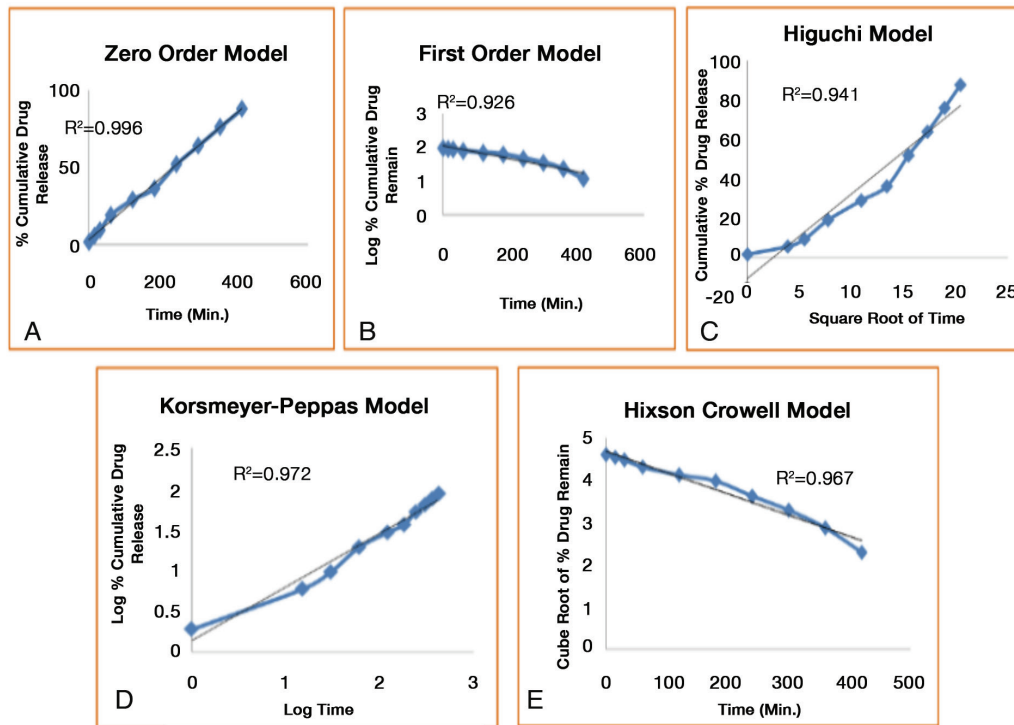 Zero Order Model
% Cumulative Drug
Release
100
50
0
R²=0.996
0 200 400 600
Time (Min.)
A
First Order Model
Log % Cumulative Drug
Remain
R²=0.926
3
2
1
0
0 200 400 600
Time (Min.)
B
Higuchi Model
Cumulative % Drug Release
100
80
60
40
20
0
-20
R²=0.941
0 5 10 15 20 25
Square Root of Time
C
Korsmeyer-Peppas Model
Log % Cumulative Drug
Release
2.5
2
1.5
1
0.5
0
R²=0.972
0 1 2 3
Log Time
D
Hixson Crowell Model
Cube Root of % Drug Remain
5
4
3
2
1
0
R²=0.967
0 100 200 300 400 500
Time (Min.)
E